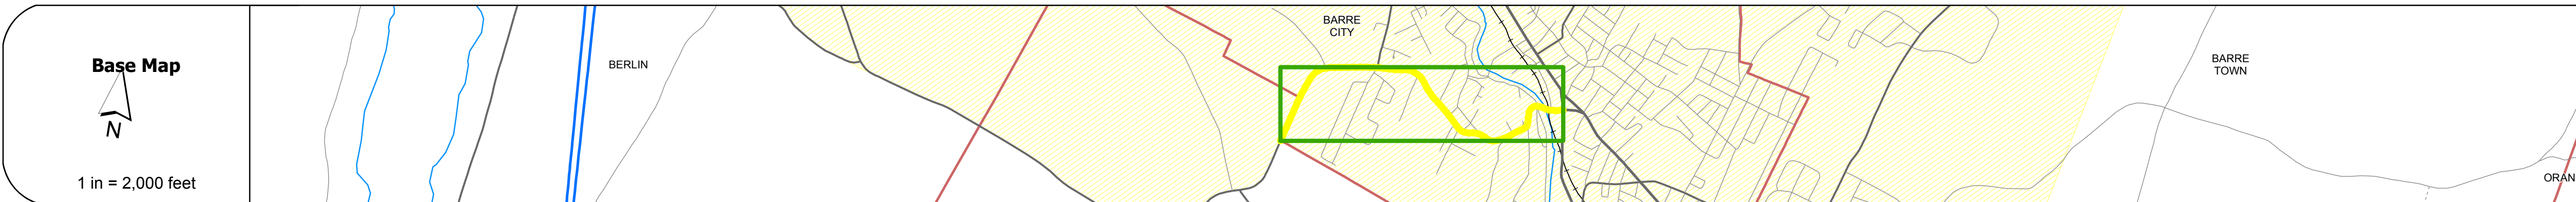 Base Map
N
1 in = 2,000 feet
BERLIN
BARRE
CITY
BARRE
TOWN
ORAN